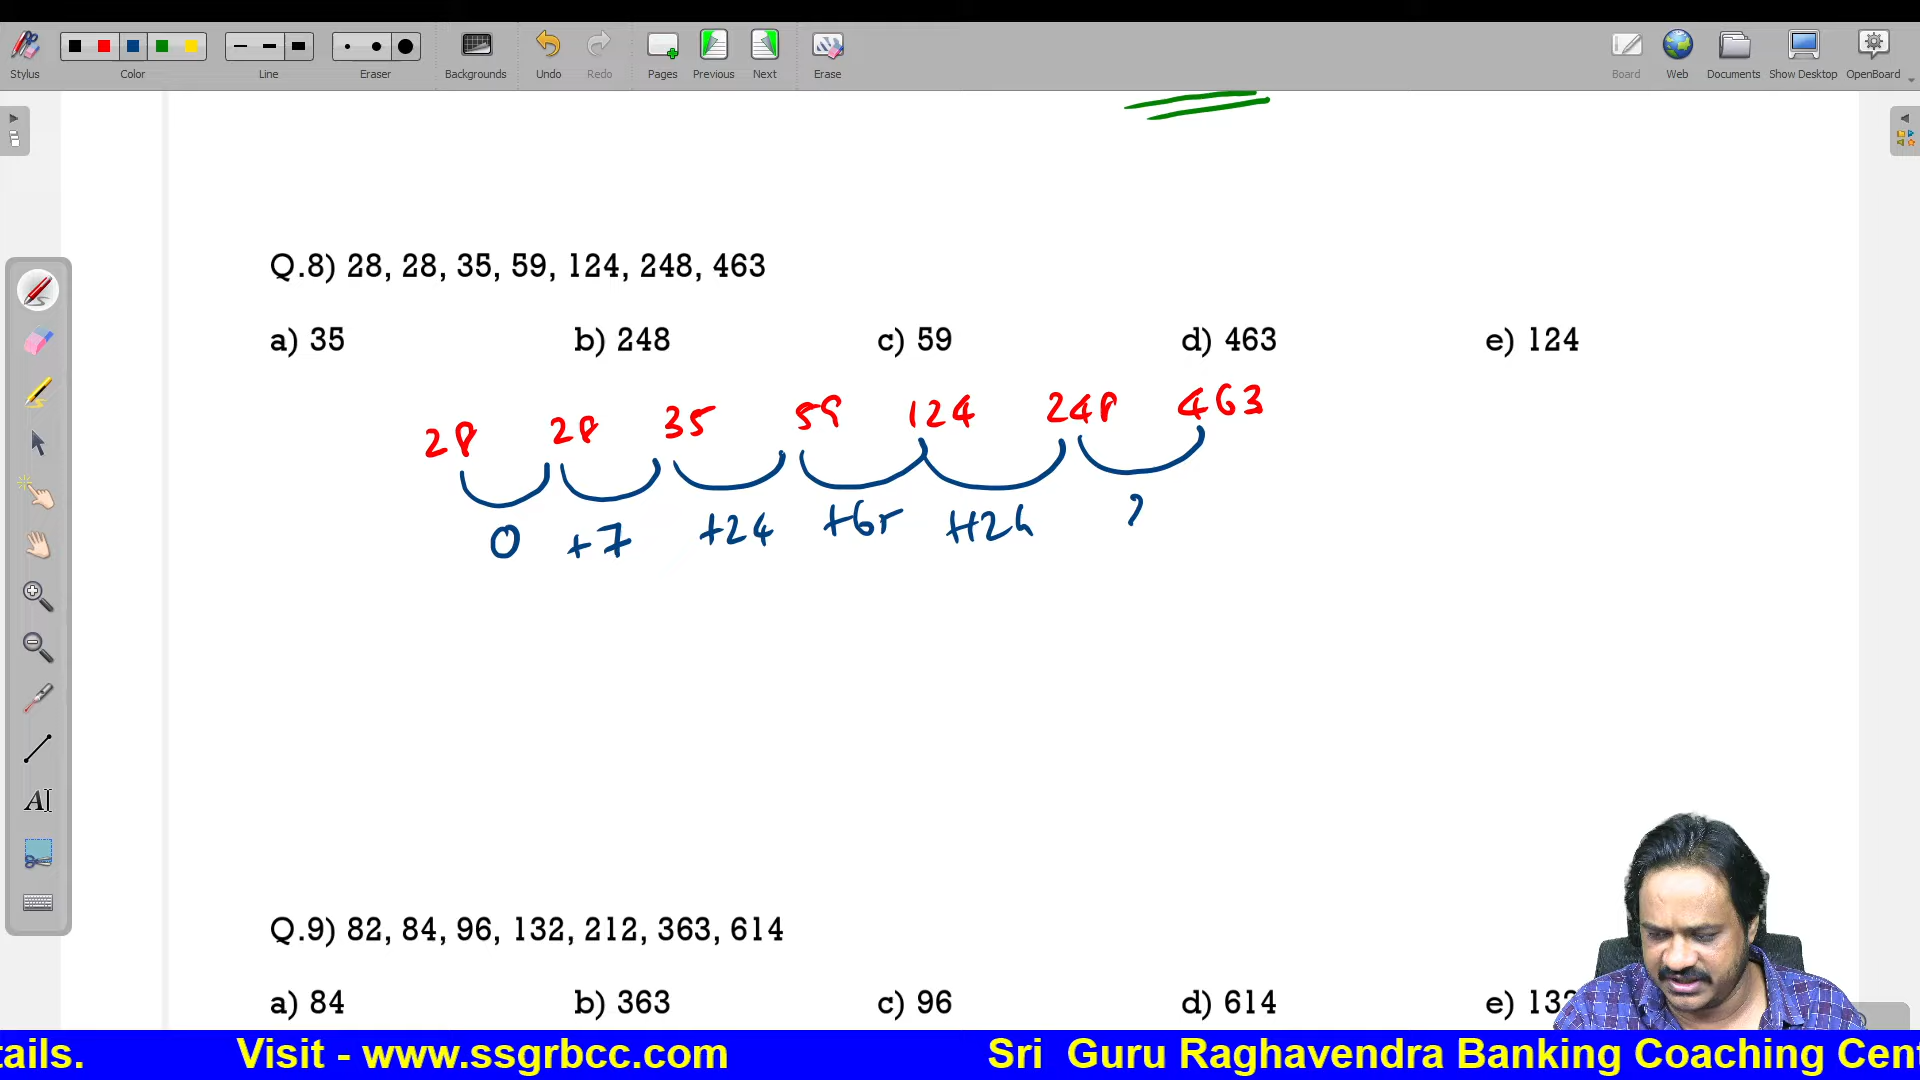 Stylus
Color
Line
Eraser
Backgrounds
Undo
Redo
Pages
Previous
Next
Erase
Board
Web
Documents
Show Desktop
OpenBoard
Q.8) 28, 28, 35, 59, 124, 248, 463
a) 35 b) 248 c) 59 d) 463 e) 124
28 28 35 59 124 248 463
0 +7 +24 +65 +124
Q.9) 82, 84, 96, 132, 212, 363, 614
a) 84 b) 363 c) 96 d) 614 e) 132
tails. Visit - www.ssgrbcc.com Sri Guru Raghavendra Banking Coaching Cen